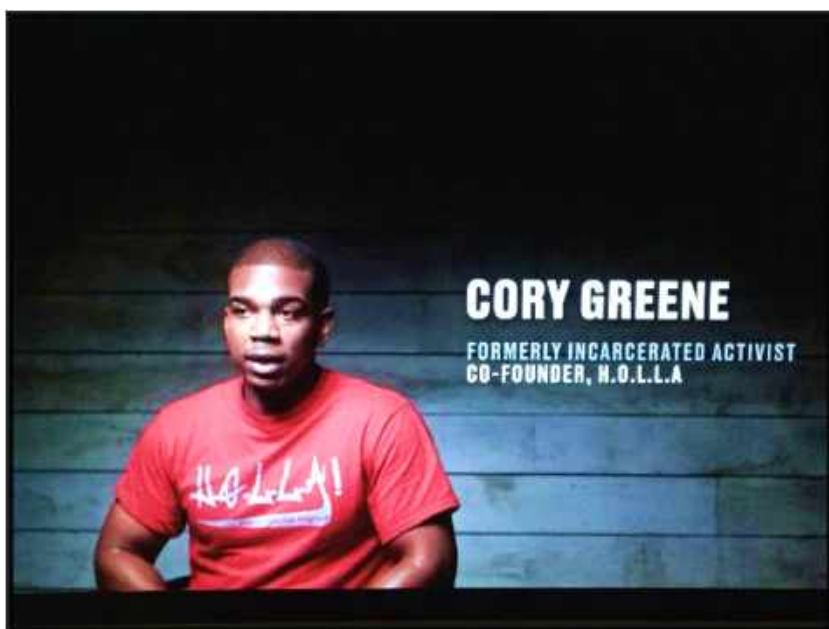 CORY GREENE
FORMERLY INCARCERATED ACTIVIST
CO-FOUNDER, H.O.L.L.A
H.O.L.L.A!